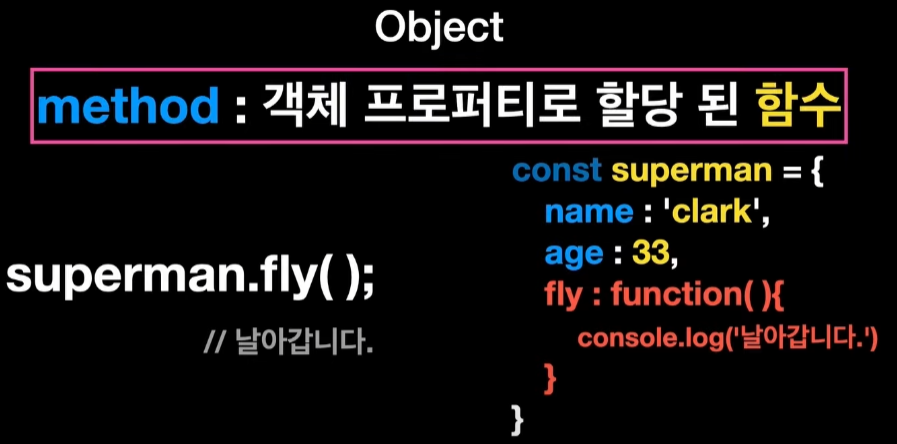 Object
method : 객체 프로퍼티로 할당 된 함수
superman.fly( );
// 날아갑니다.
const superman = {
name : 'clark',
age : 33,
fly : function( ){
console.log('날아갑니다.')
}
}